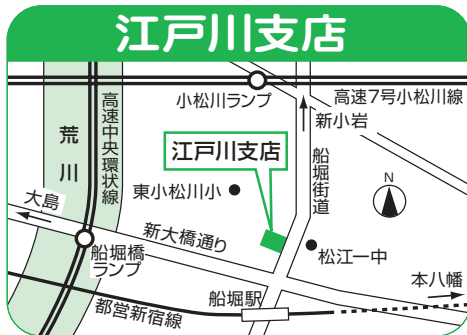 江戸川支店
小松川ランプ
高速7号小松川線
高速中央環状線
荒川
新小岩
江戸川支店
船堀街道
東小松川小
N
大島
新大橋通り
松江一中
船堀橋
ランプ
本八幡
船堀駅
都営新宿線